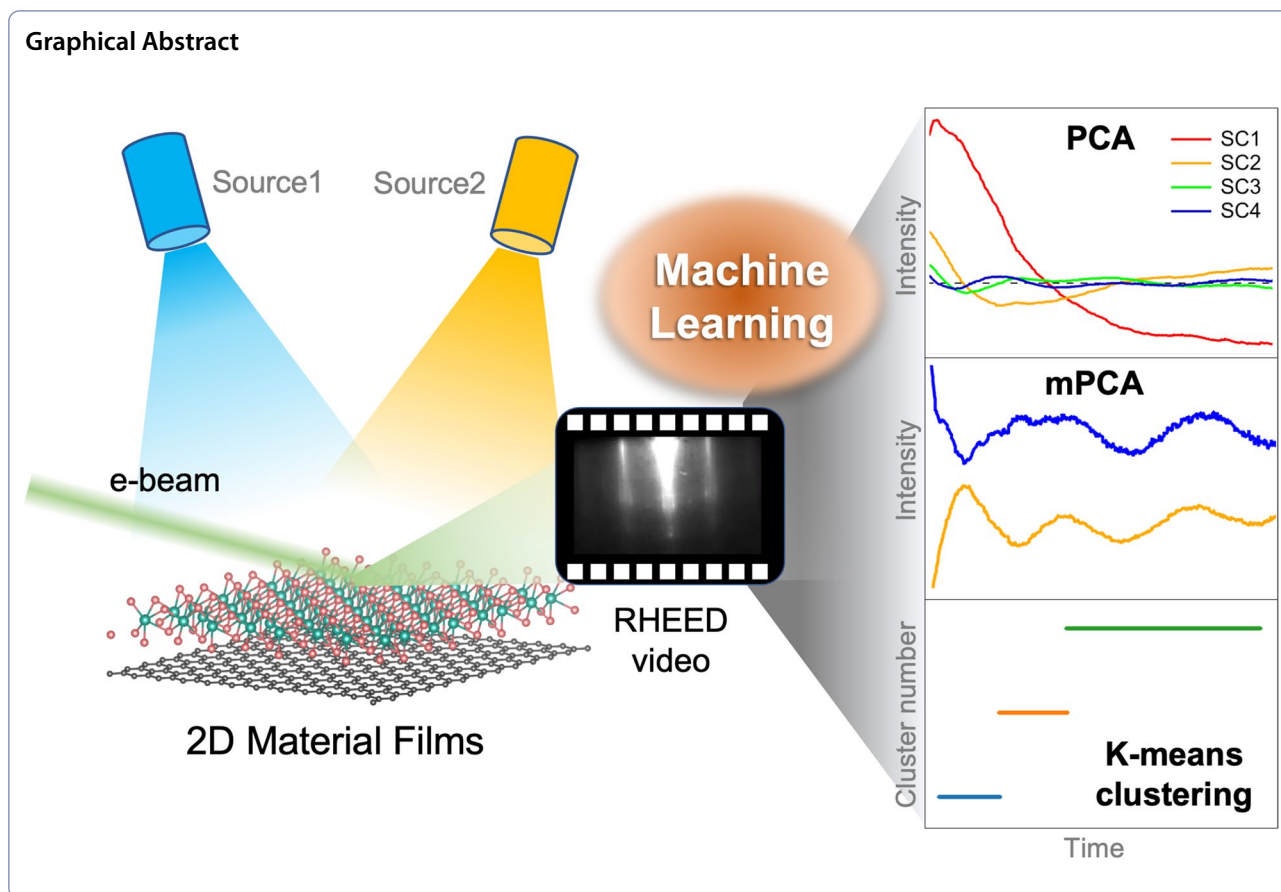 Graphical Abstract
Source1
Source2
e-beam
2D Material Films
RHEED
video
Machine
Learning
PCA
SC1
SC2
SC3
SC4
Intensity
mPCA
Intensity
K-means
clustering
Cluster number
Time